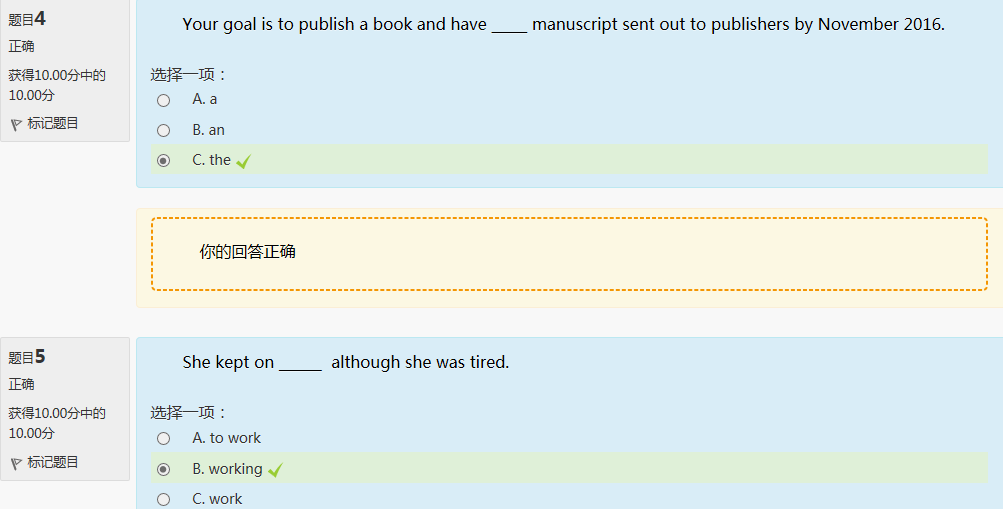 题目4
正确
获得10.00分中的
10.00分
标记题目
Your goal is to publish a book and have _____ manuscript sent out to publishers by November 2016.
选择一项：
A. a
B. an
C. the
你的回答正确
题目5
正确
获得10.00分中的
10.00分
标记题目
She kept on ______ although she was tired.
选择一项：
A. to work
B. working
C. work